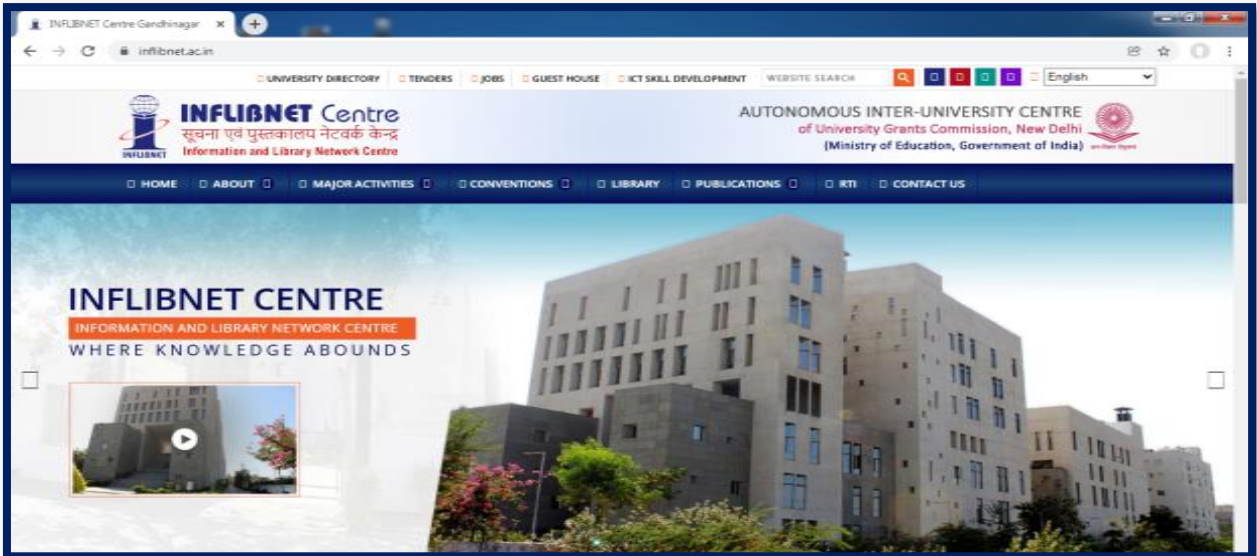 INFLIBNET Centre Gandhinagar
inflibnet.ac.in
UNIVERSITY DIRECTORY TENDERS JOBS GUEST HOUSE ICT SKILL DEVELOPMENT WEBSITE SEARCH English
INFLIBNET Centre
सूचना एवं पुस्तकालय नेटवर्क केन्द्र
Information and Library Network Centre
INFLIBNET
AUTONOMOUS INTER-UNIVERSITY CENTRE
of University Grants Commission, New Delhi
(Ministry of Education, Government of India)
HOME ABOUT MAJOR ACTIVITIES CONVENTIONS LIBRARY PUBLICATIONS RTI CONTACT US
INFLIBNET CENTRE
INFORMATION AND LIBRARY NETWORK CENTRE
WHERE KNOWLEDGE ABOUNDS